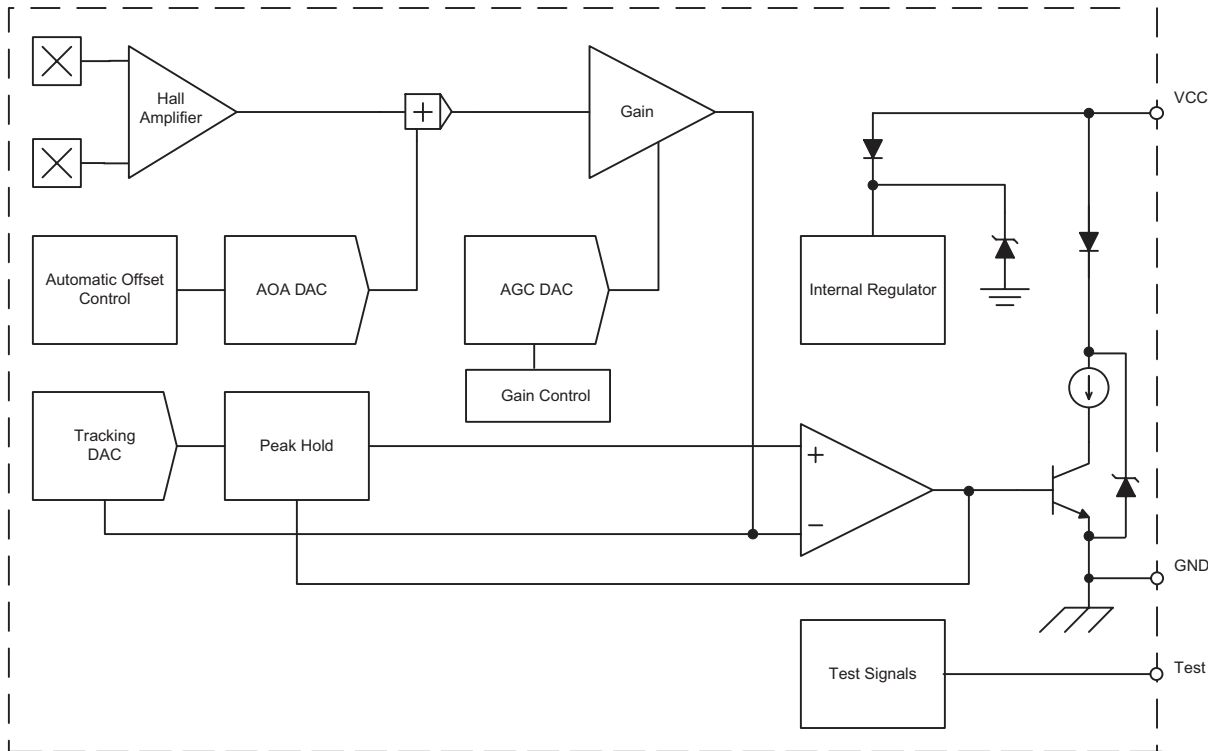 Hall
Amplifier
+
Gain
VCC
Automatic Offset
Control
AOA DAC
AGC DAC
Internal Regulator
Gain Control
Tracking
DAC
Peak Hold
+
−
GND
Test Signals
Test